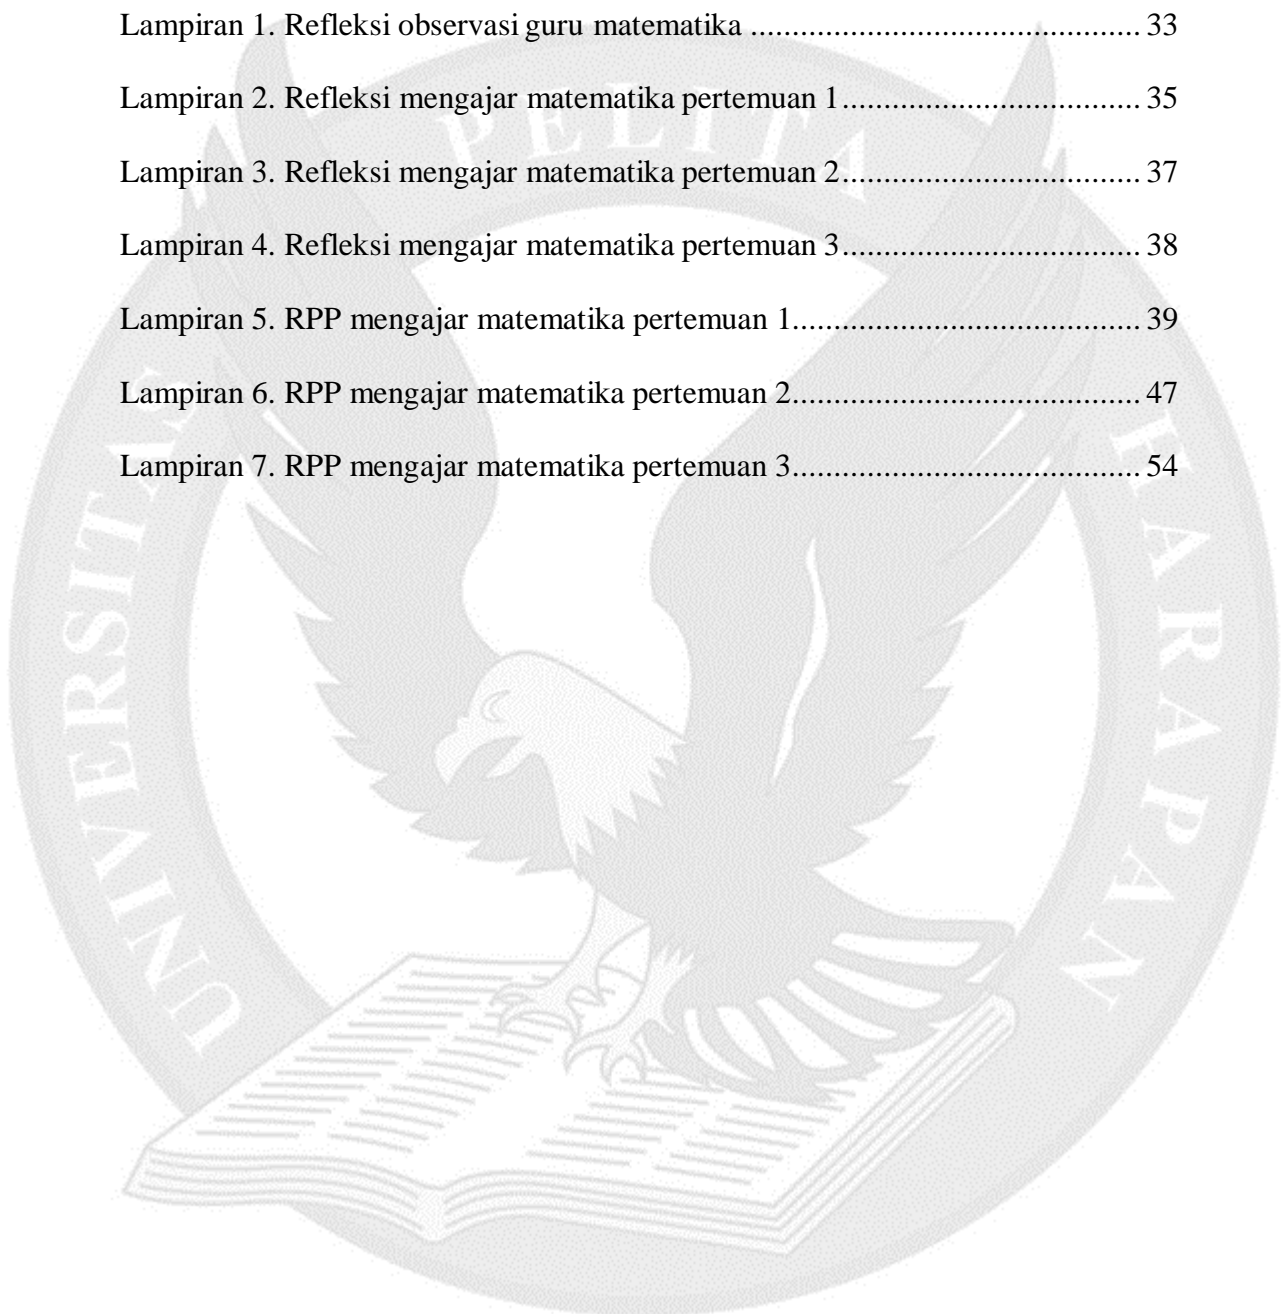 Lampiran 1. Refleksi observasi guru matematika ............................................ 33
Lampiran 2. Refleksi mengajar matematika pertemuan 1.................................. 35
Lampiran 3. Refleksi mengajar matematika pertemuan 2.................................. 37
Lampiran 4. Refleksi mengajar matematika pertemuan 3.................................. 38
Lampiran 5. RPP mengajar matematika pertemuan 1........................................ 39
Lampiran 6. RPP mengajar matematika pertemuan 2........................................ 47
Lampiran 7. RPP mengajar matematika pertemuan 3........................................ 54
UNIVERSITAS PELITA HARAPAN